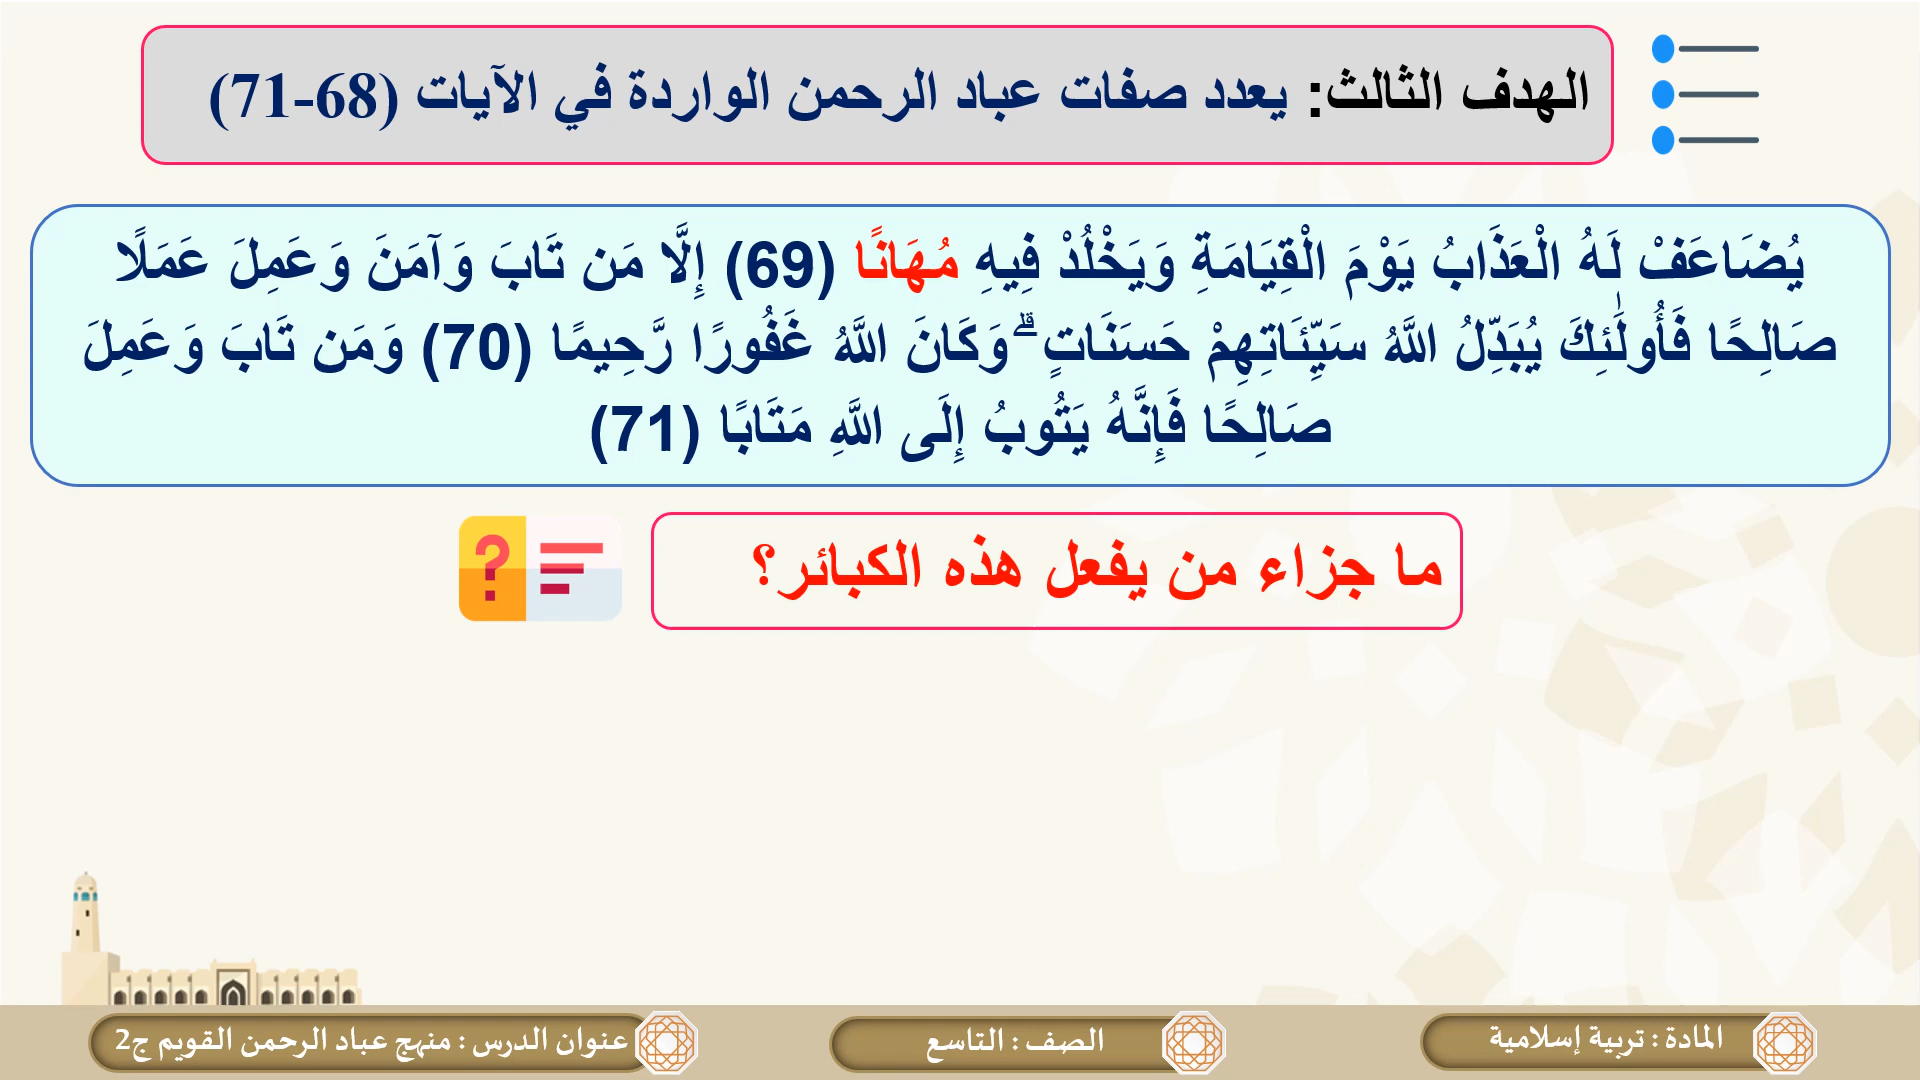 الهدف الثالث: يعدد صفات عباد الرحمن الواردة في الآيات (68-71)
يُضَاعَفْ لَهُ الْعَذَابُ يَوْمَ الْقِيَامَةِ وَيَخْلُدْ فِيهِ مُهَانًا (69) إِلَّا مَن تَابَ وَآمَنَ وَعَمِلَ عَمَلًا
صَالِحًا فَأُولَٰئِكَ يُبَدِّلُ اللَّهُ سَيِّئَاتِهِمْ حَسَنَاتٍ ۗ وَكَانَ اللَّهُ غَفُورًا رَّحِيمًا (70) وَمَن تَابَ وَعَمِلَ
صَالِحًا فَإِنَّهُ يَتُوبُ إِلَى اللَّهِ مَتَابًا (71)
ما جزاء من يفعل هذه الكبائر؟
?
المادة : تربية إسلامية
الصف : التاسع
عنوان الدرس : منهج عباد الرحمن القويم ج2